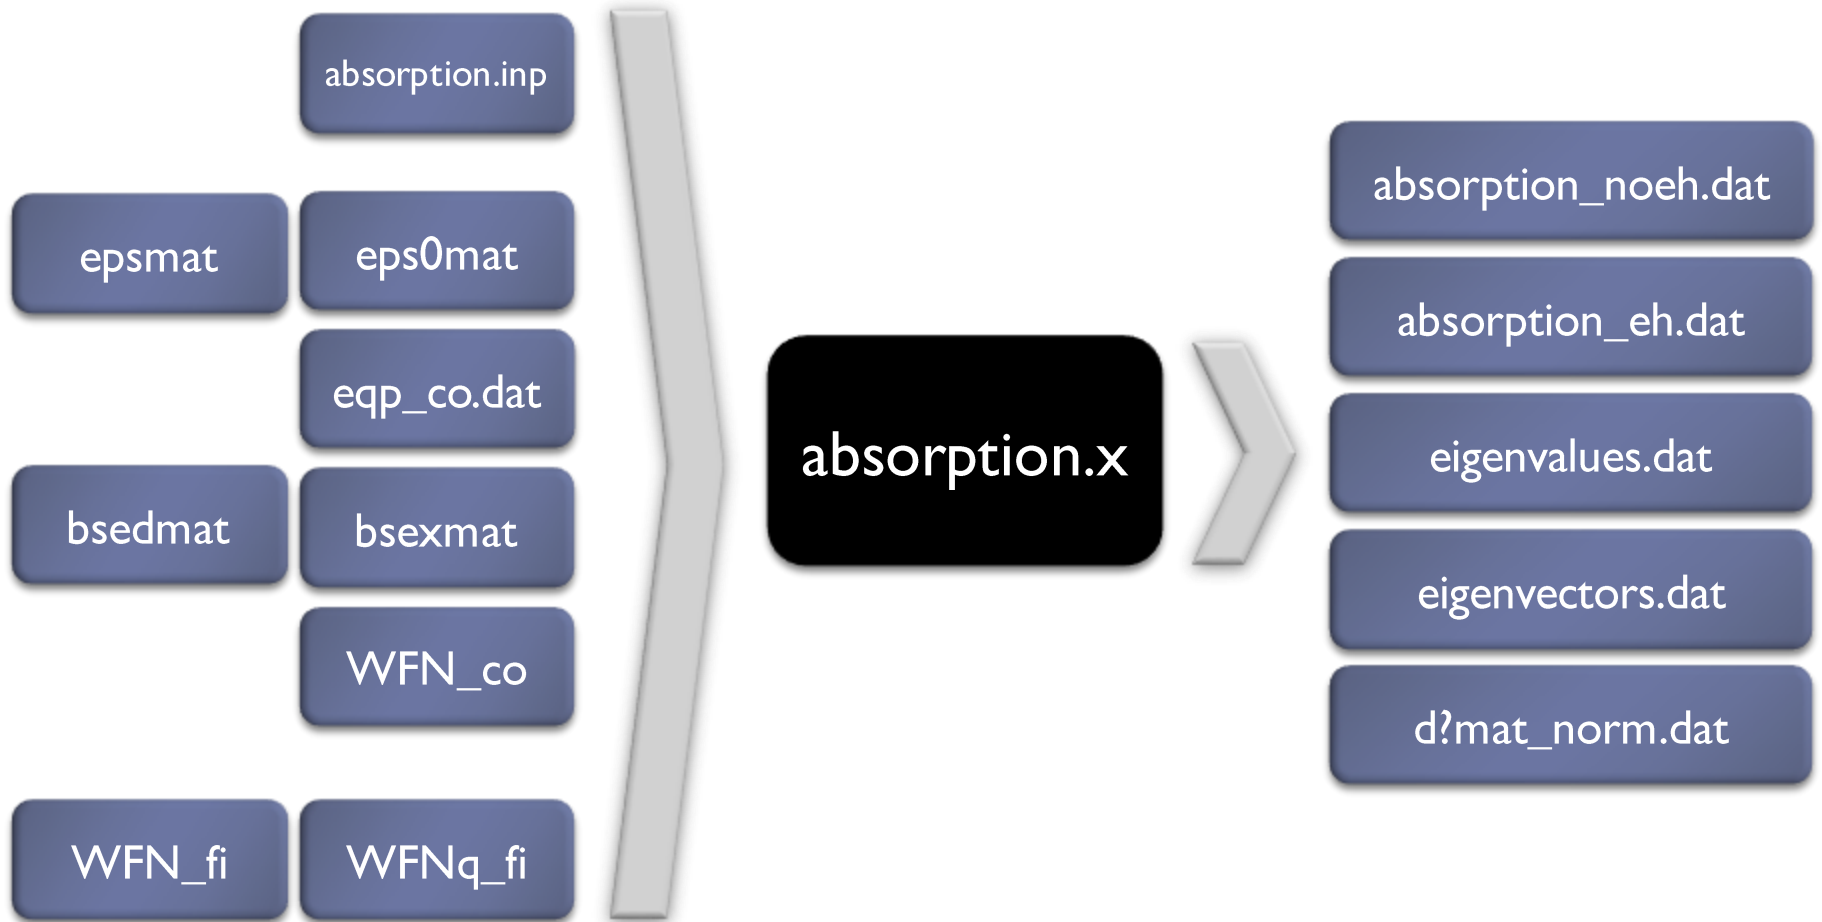 absorption.inp
epsmat
eps0mat
eqp_co.dat
bsedmat
bsexmat
WFN_co
WFN_fi
WFNq_fi
absorption.x
absorption_noeh.dat
absorption_eh.dat
eigenvalues.dat
eigenvectors.dat
d?mat_norm.dat